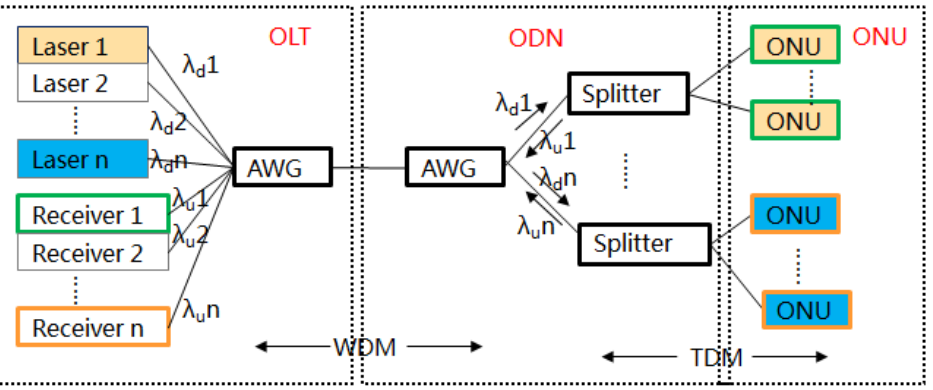 OLT
ODN
ONU
Laser 1
Laser 2
Laser n
Receiver 1
Receiver 2
Receiver n
λd1
λd2
λdn
λu1
λu2
λun
AWG
AWG
λd1
λu1
λdn
λun
Splitter
Splitter
ONU
ONU
ONU
ONU
WDM
TDM